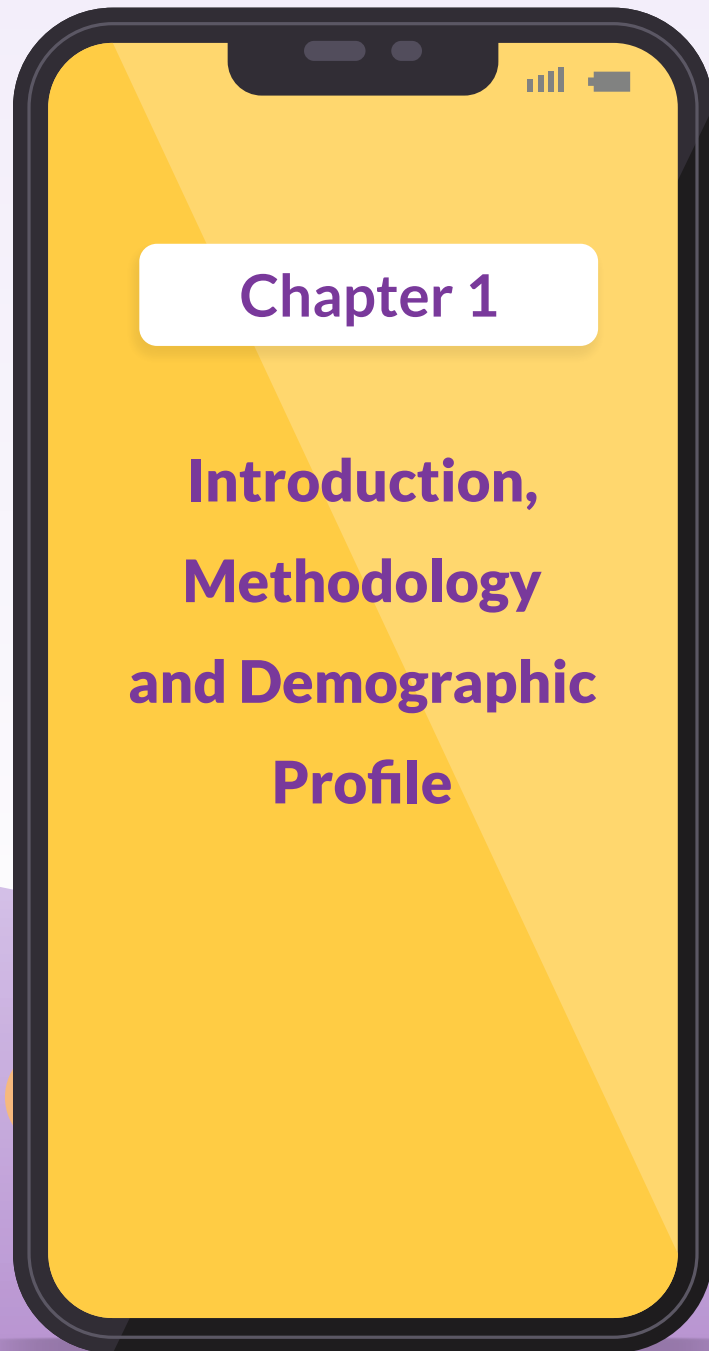 Chapter 1
Introduction,
Methodology
and Demographic
Profile